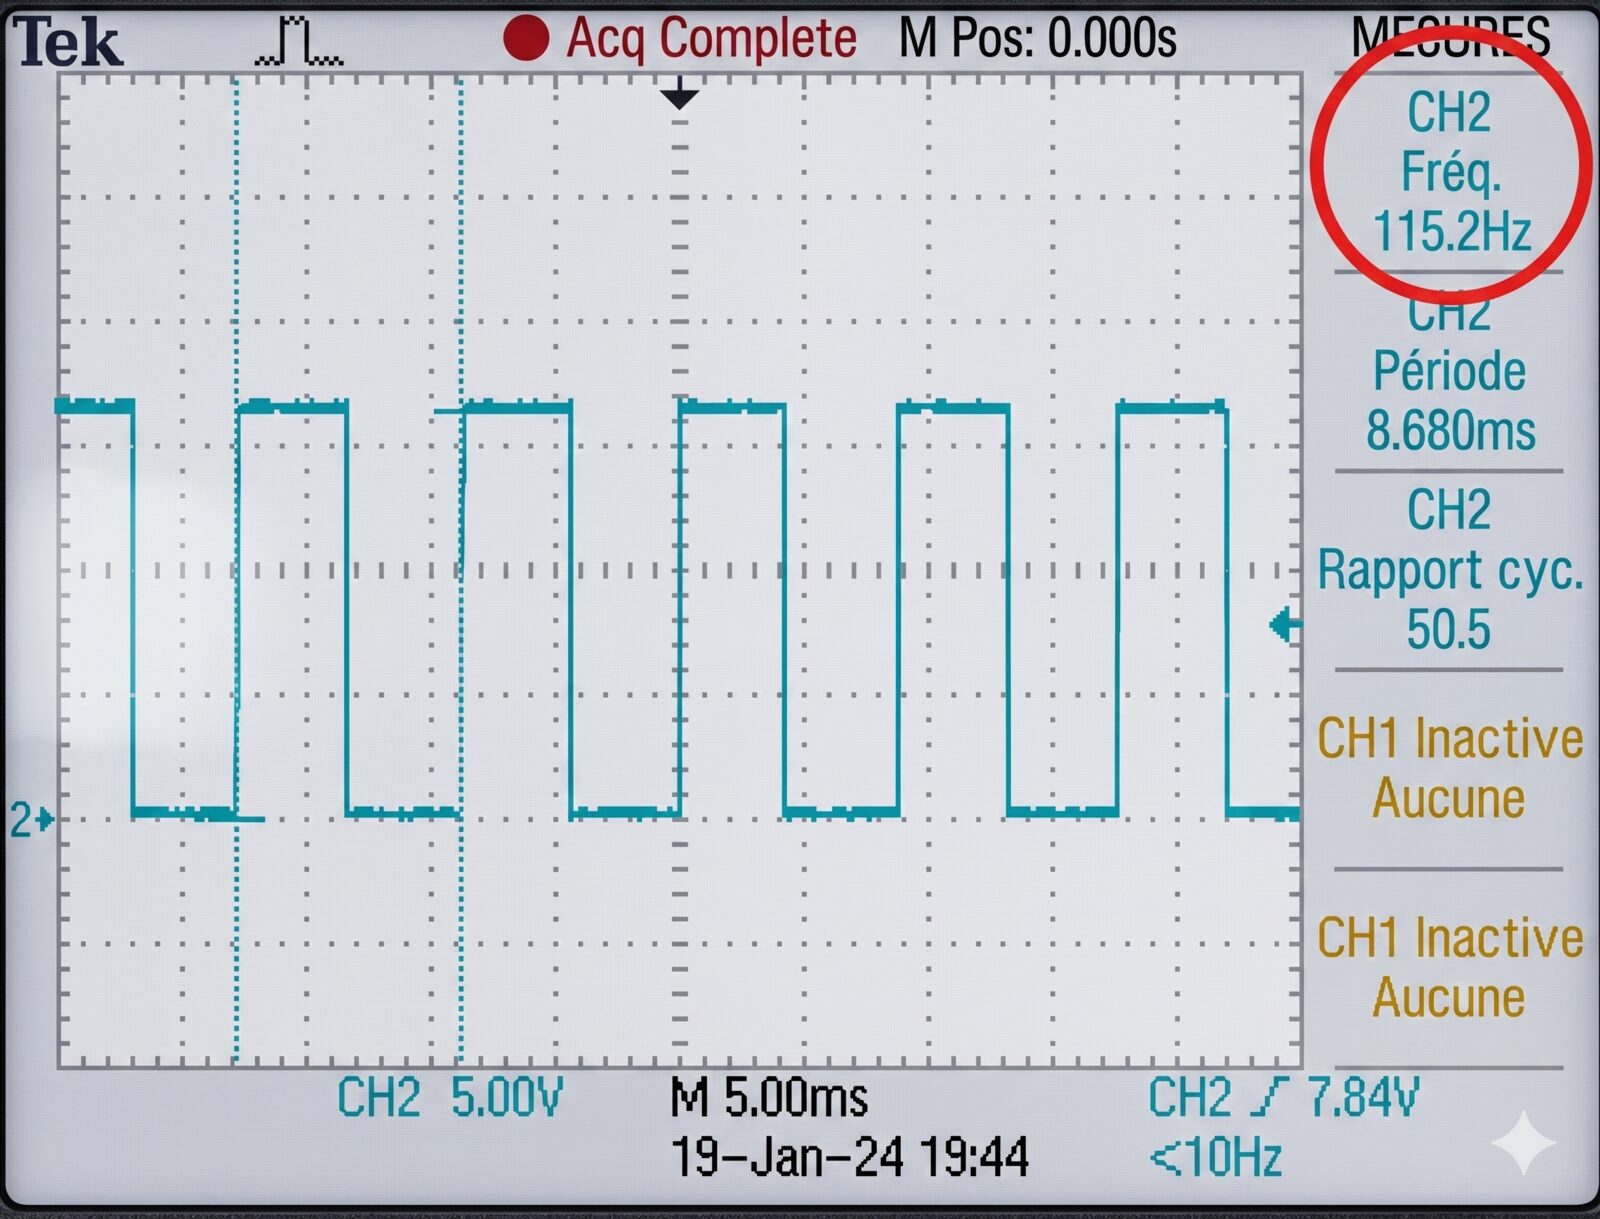 Tek
Acq Complete
M Pos: 0.000s
MECURES
CH2
Fréq.
115.2Hz
CH2
Période
8.680ms
CH2
Rapport cyc.
50.5
CH1 Inactive
Aucune
CH1 Inactive
Aucune
2
CH2 5.00V
M 5.00ms
CH2 7.84V
19-Jan-24 19:44
<10Hz